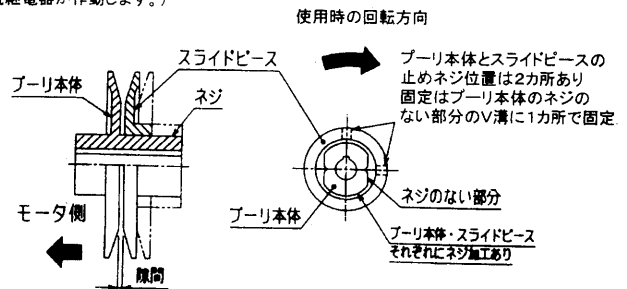 が作動します。)
使用時の回転方向
スライドピース
プーリ本体
ネジ
プーリ本体とスライドピースの
止めネジ位置は2カ所あり
固定はプーリ本体のネジの
ない部分のV溝に1カ所で固定.
モータ側
隙間
プーリ本体
ネジのない部分
プーリ本体・スライドピース
それぞれにネジ加工あり